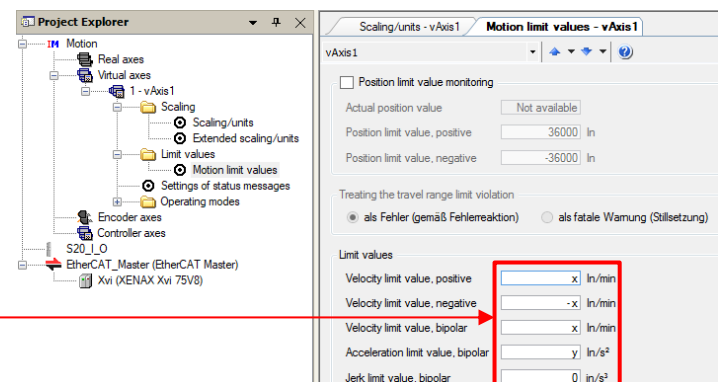 Project Explorer
IM Motion
Real axes
Virtual axes
1 - vAxis1
Scaling
Scaling/units
Extended scaling/units
Limit values
Motion limit values
Settings of status messages
Operating modes
Encoder axes
Controller axes
S20_I_O
EtherCAT_Master (EtherCAT Master)
Xvi (XENAX Xvi 75V8)
Scaling/units - vAxis1 Motion limit values - vAxis1
vAxis1
Position limit value monitoring
Actual position value Not available
Position limit value, positive 36000 In
Position limit value, negative -36000 In
Treating the travel range limit violation
als Fehler (gemäß Fehlerreaktion) als fatale Warnung (Stillsetzung)
Limit values
Velocity limit value, positive x In/min
Velocity limit value, negative -x In/min
Velocity limit value, bipolar x In/min
Acceleration limit value, bipolar y In/s²
Jerk limit value, bipolar 0 in/s³